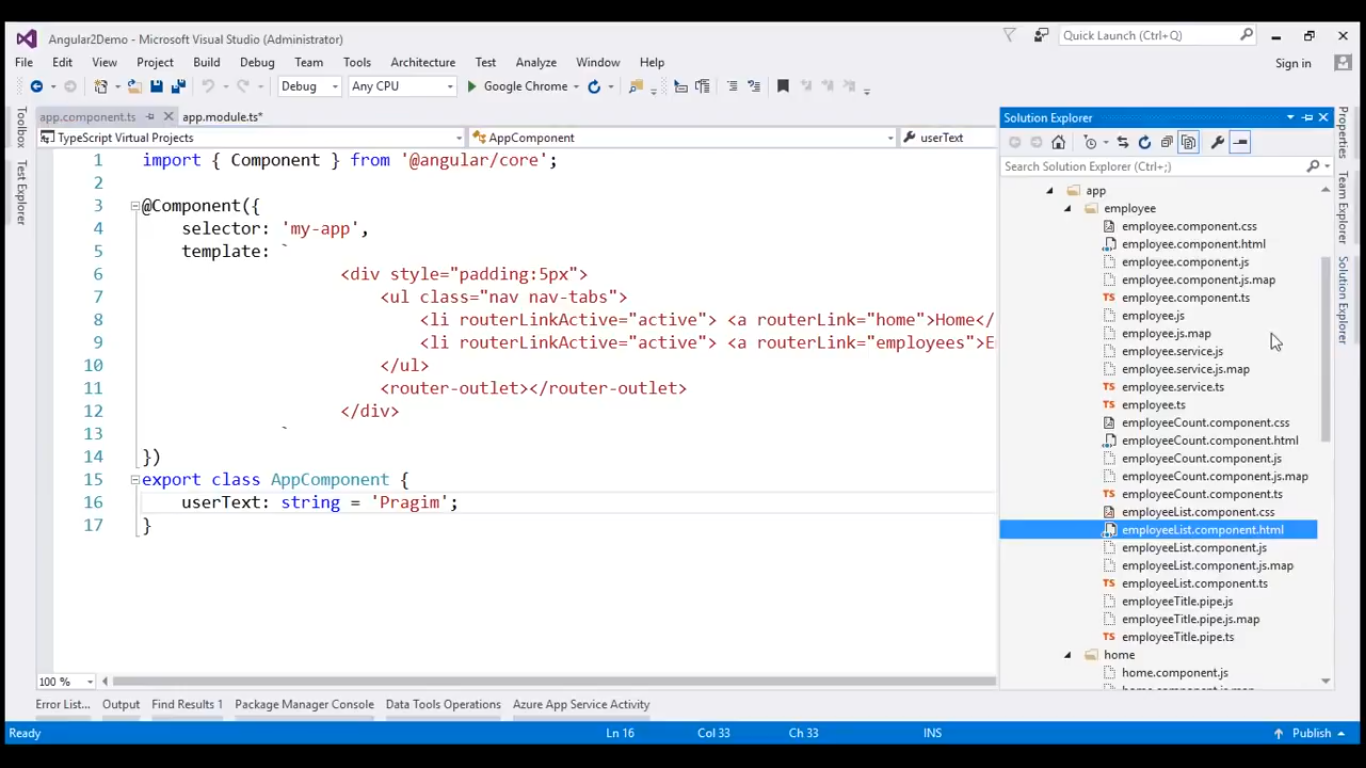 Angular2Demo - Microsoft Visual Studio (Administrator)
Quick Launch (Ctrl+Q)
File Edit View Project Build Debug Team Tools Architecture Test Analyze Window Help
Sign in
Debug Any CPU Google Chrome
Toolbox
Test Explorer
app.component.ts app.module.ts*
TypeScript Virtual Projects AppComponent userText
1 import { Component } from '@angular/core';
2
3 @Component({
4 selector: 'my-app',
5 template: `
6 <div style="padding:5px">
7 <ul class="nav nav-tabs">
8 <li routerLinkActive="active"> <a routerLink="home">Home</
9 <li routerLinkActive="active"> <a routerLink="employees">E
10 </ul>
11 <router-outlet></router-outlet>
12 </div>
13 `
14 })
15 export class AppComponent {
16 userText: string = 'Pragim';
17 }
100 %
Solution Explorer
Search Solution Explorer (Ctrl+;)
app
employee
employee.component.css
employee.component.html
employee.component.js
employee.component.js.map
employee.component.ts
employee.js
employee.js.map
employee.service.js
employee.service.js.map
TS employee.service.ts
TS employee.ts
employeeCount.component.css
employeeCount.component.html
employeeCount.component.js
employeeCount.component.js.map
TS employeeCount.component.ts
employeeList.component.css
employeeList.component.html
employeeList.component.js
employeeList.component.js.map
TS employeeList.component.ts
employeeTitle.pipe.js
employeeTitle.pipe.js.map
TS employeeTitle.pipe.ts
home
home.component.js
home.component.js.map
Properties
Team Explorer
Solution Explorer
Error List... Output Find Results 1 Package Manager Console Data Tools Operations Azure App Service Activity
Ready Ln 16 Col 33 Ch 33 INS Publish